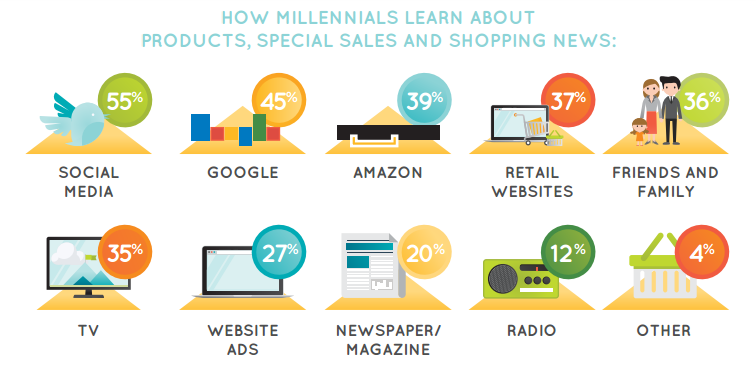 HOW MILLENNIALS LEARN ABOUT
PRODUCTS, SPECIAL SALES AND SHOPPING NEWS:
55%
45%
39%
37%
36%
SOCIAL
MEDIA
GOOGLE
AMAZON
RETAIL
WEBSITES
FRIENDS AND
FAMILY
35%
27%
20%
12%
4%
TV
WEBSITE
ADS
NEWSPAPER/
MAGAZINE
RADIO
OTHER